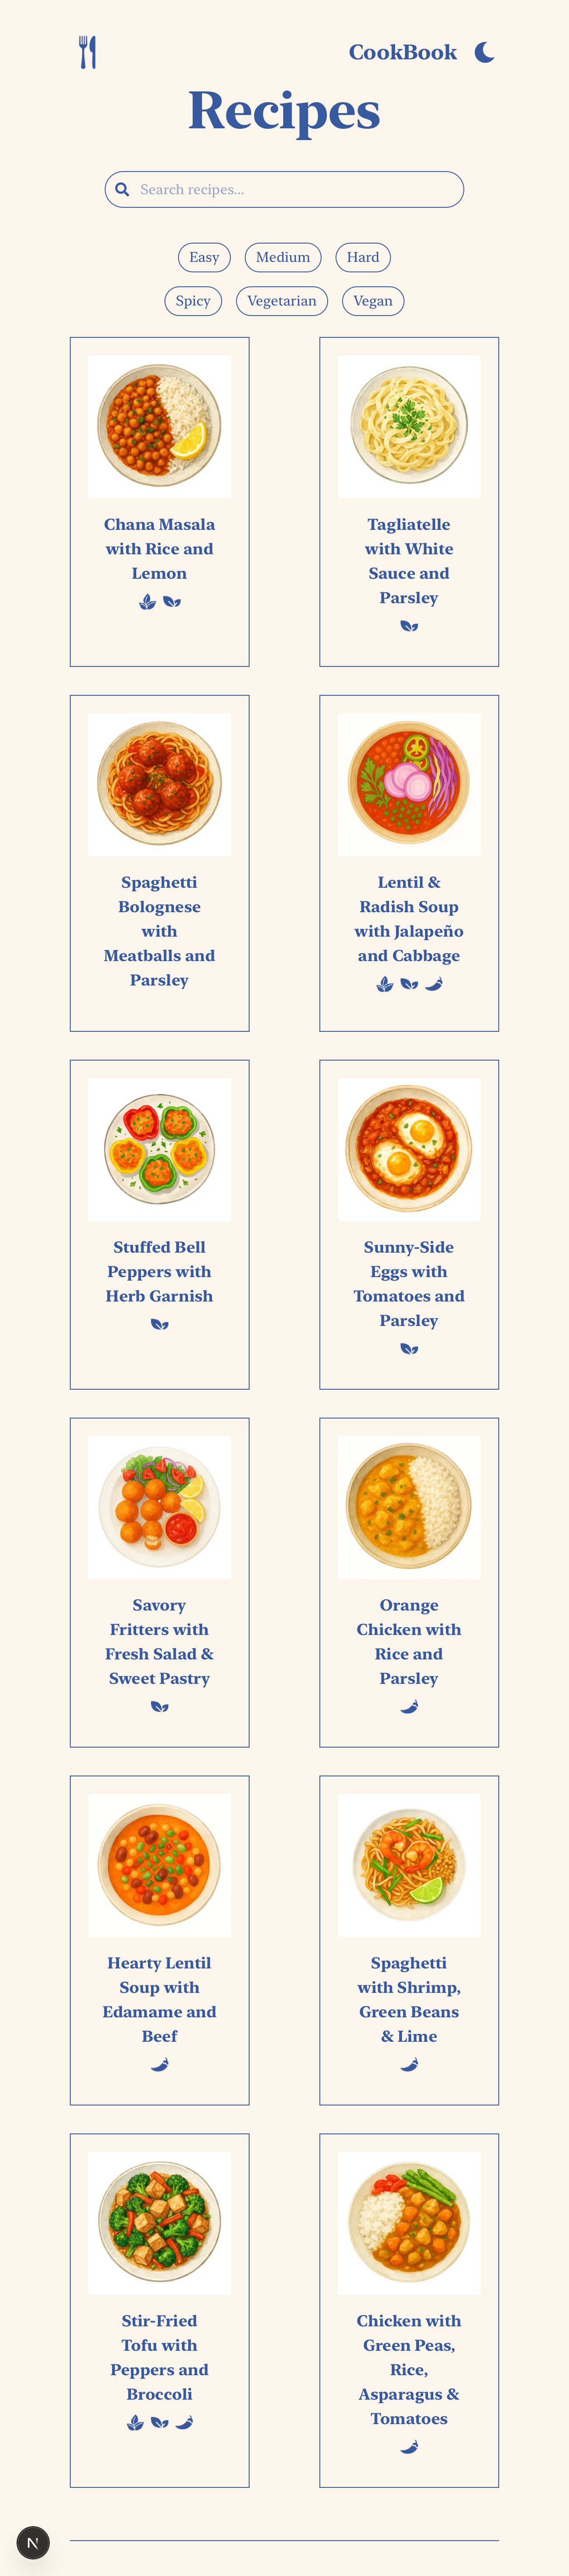 CookBook
Recipes
Search recipes...
Easy
Medium
Hard
Spicy
Vegetarian
Vegan
Chana Masala
with Rice and
Lemon
Tagliatelle
with White
Sauce and
Parsley
Spaghetti
Bolognese
with
Meatballs and
Parsley
Lentil &
Radish Soup
with Jalapeño
and Cabbage
Stuffed Bell
Peppers with
Herb Garnish
Sunny-Side
Eggs with
Tomatoes and
Parsley
Savory
Fritters with
Fresh Salad &
Sweet Pastry
Orange
Chicken with
Rice and
Parsley
Hearty Lentil
Soup with
Edamame and
Beef
Spaghetti
with Shrimp,
Green Beans
& Lime
Stir-Fried
Tofu with
Peppers and
Broccoli
Chicken with
Green Peas,
Rice,
Asparagus &
Tomatoes
N